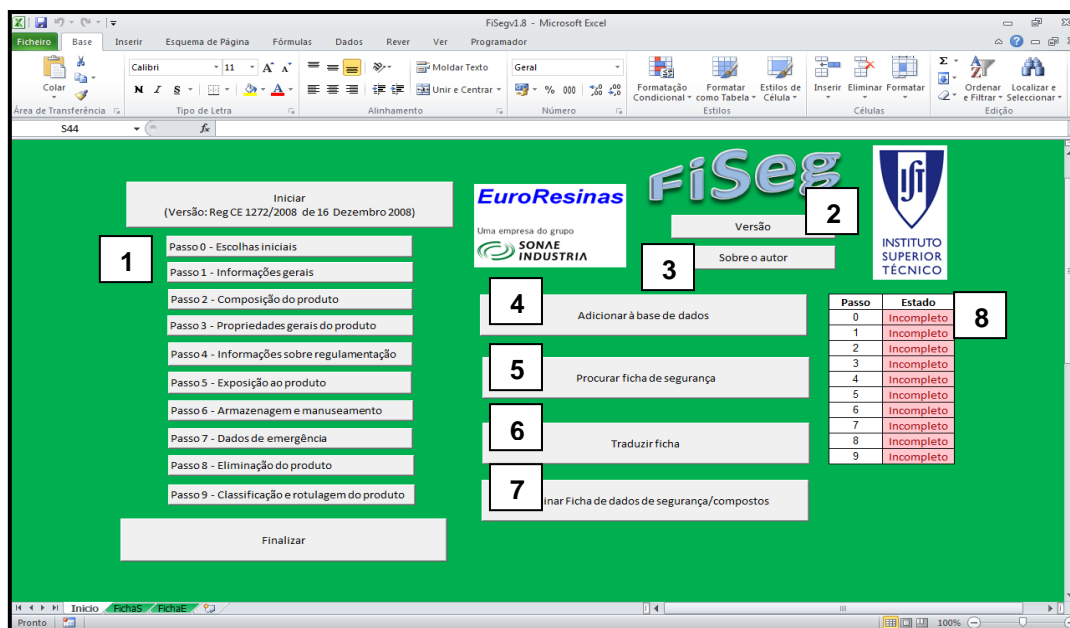 FiSegv1.8 - Microsoft Excel
Ficheiro Base Inserir Esquema de Página Fórmulas Dados Rever Ver Programador
Colar
Calibri 11 A A
N I S
Moldar Texto
Unir e Centrar
Geral
% 000
Formatação Condicional
Formatar como Tabela
Estilos de Célula
Inserir Eliminar Formatar
Ordenar e Filtrar
Localizar e Seleccionar
Área de Transferência Tipo de Letra Alinhamento Número Estilos Células Edição
S44 fx
Iniciar
(Versão: Reg CE 1272/2008 de 16 Dezembro 2008)
1
Passo 0 - Escolhas iniciais
Passo 1 - Informações gerais
Passo 2 - Composição do produto
Passo 3 - Propriedades gerais do produto
Passo 4 - Informações sobre regulamentação
Passo 5 - Exposição ao produto
Passo 6 - Armazenagem e manuseamento
Passo 7 - Dados de emergência
Passo 8 - Eliminação do produto
Passo 9 - Classificação e rotulagem do produto
Finalizar
EuroResinas
Uma empresa do grupo
SONAE
INDUSTRIA
FiSeg
2
Versão
3
Sobre o autor
INSTITUTO
SUPERIOR
TÉCNICO
4
Adicionar à base de dados
5
Procurar ficha de segurança
6
Traduzir ficha
7
inar Ficha de dados de segurança/compostos
8
Passo Estado
0 Incompleto
1 Incompleto
2 Incompleto
3 Incompleto
4 Incompleto
5 Incompleto
6 Incompleto
7 Incompleto
8 Incompleto
9 Incompleto
Inicio FichaS FichaE
Pronto 100%